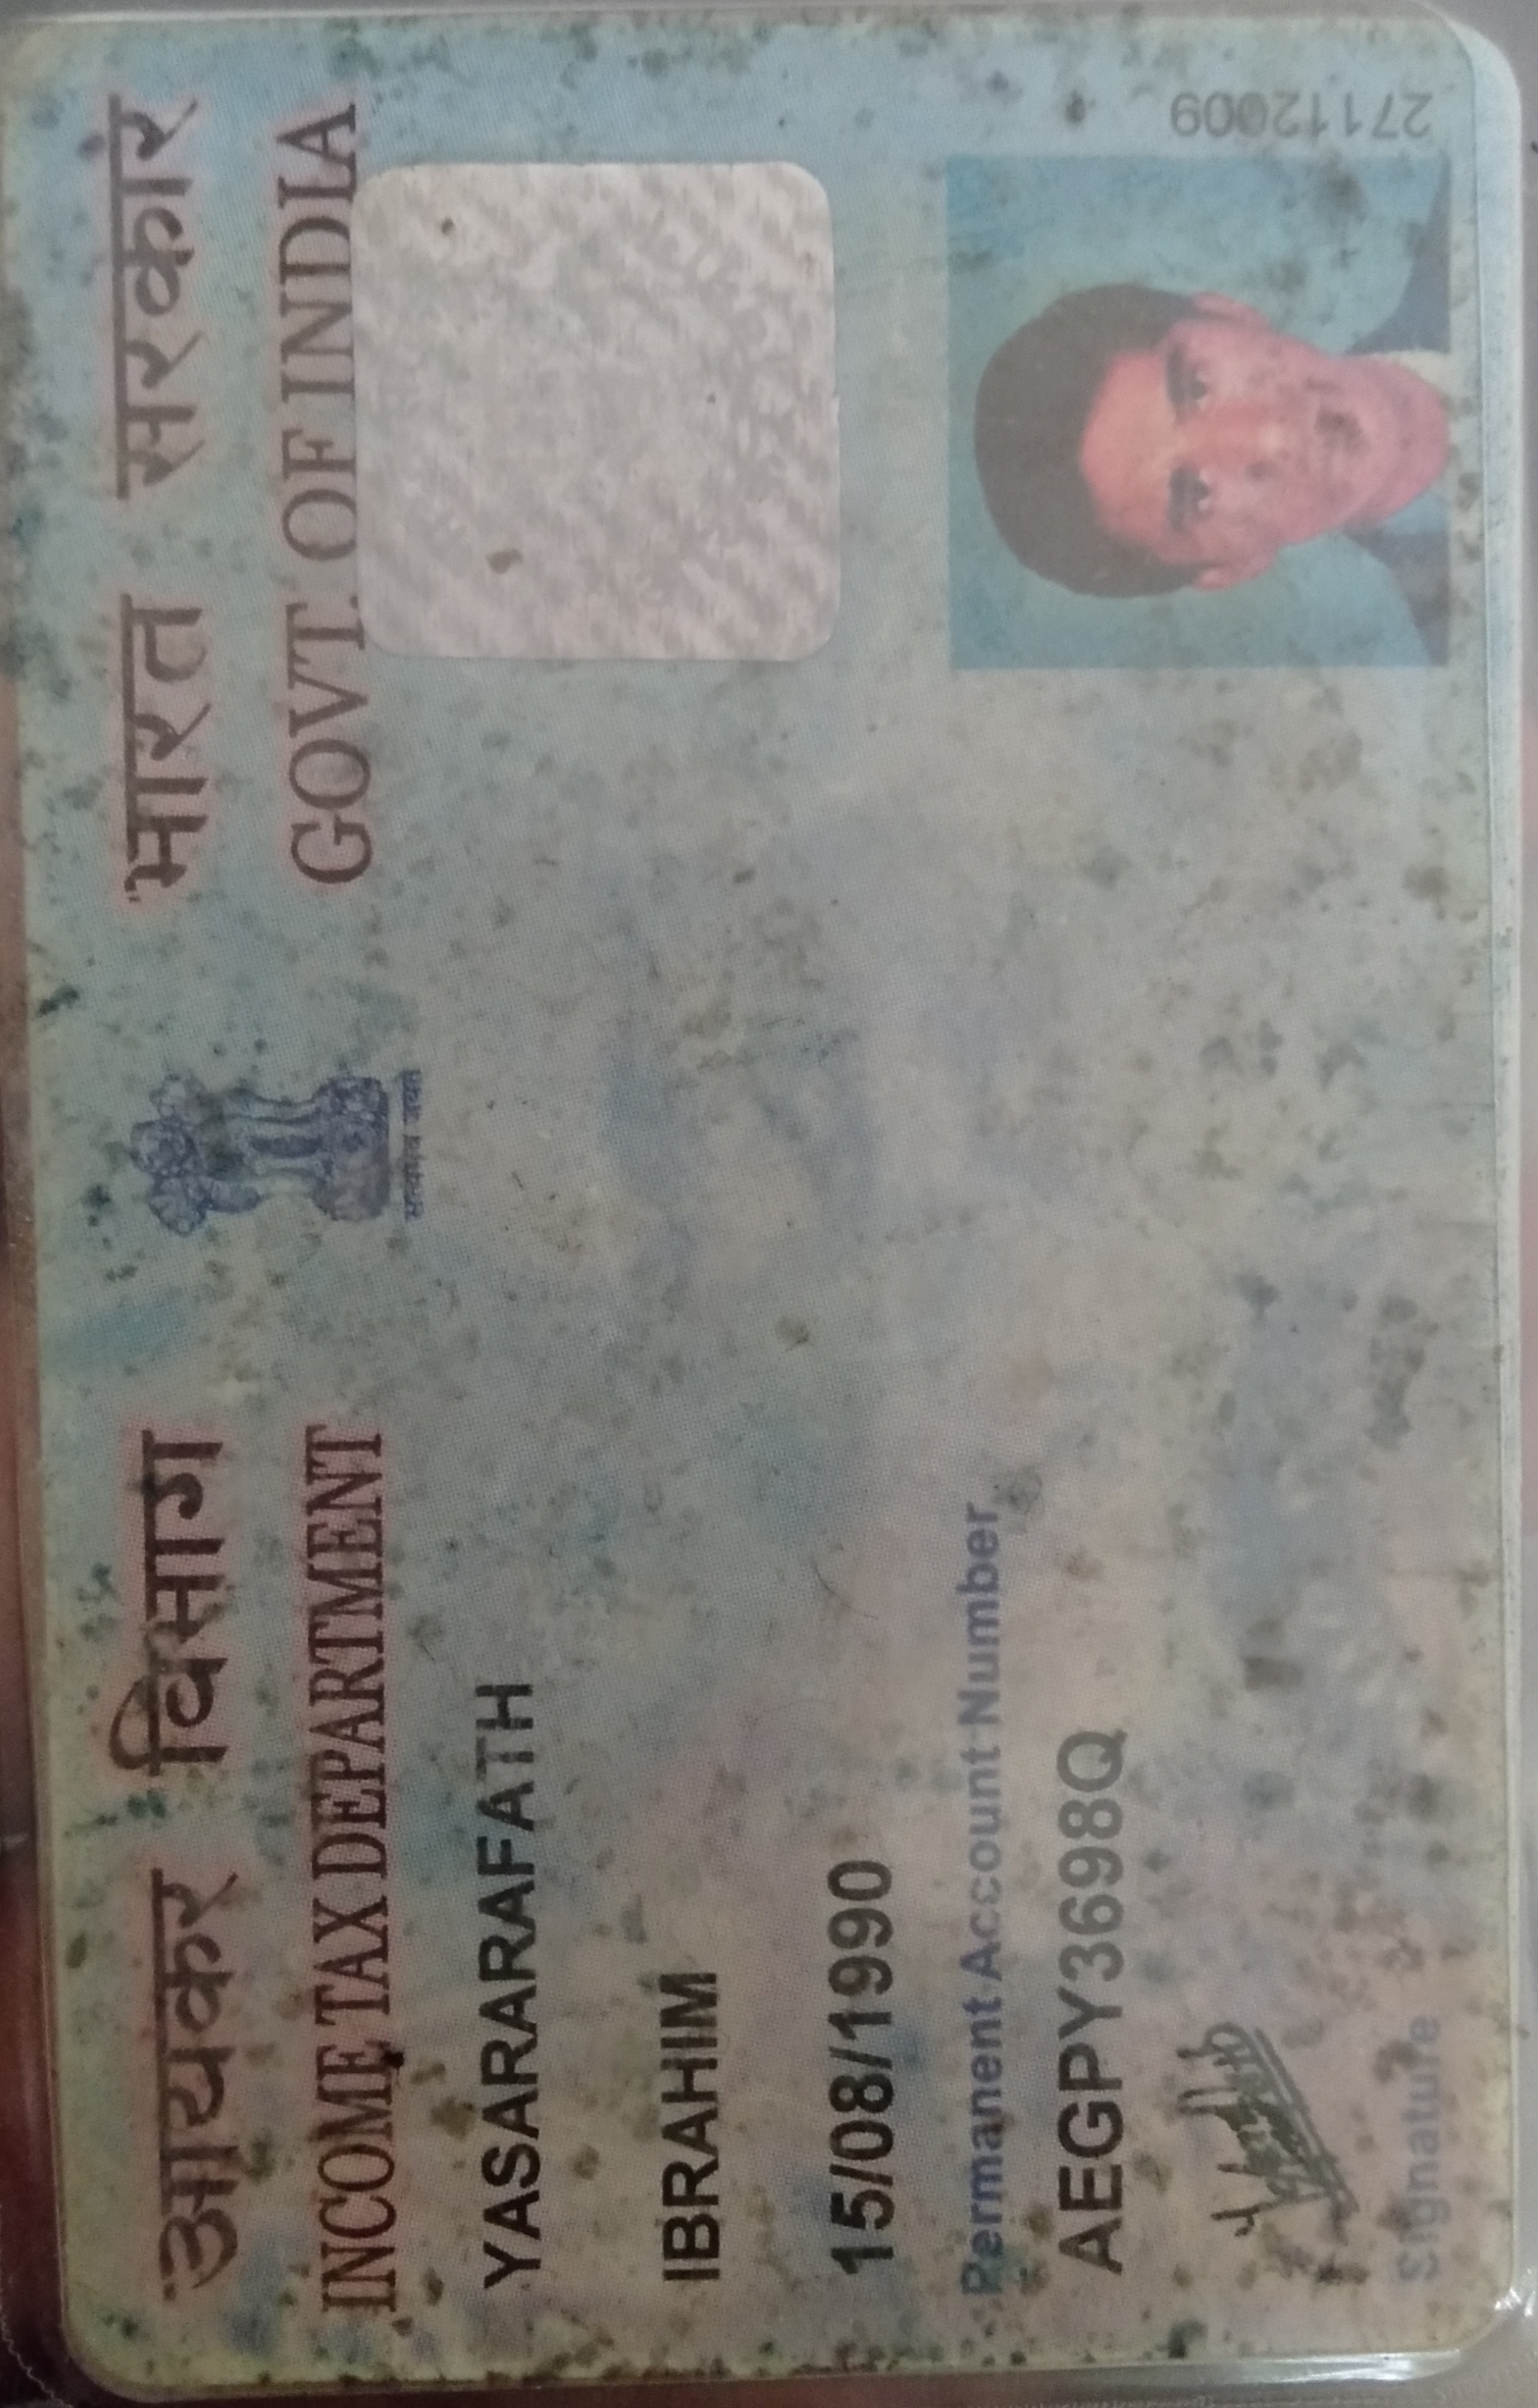 आयकर विभाग
INCOME TAX DEPARTMENT
भारत सरकार
GOVT. OF INDIA
सत्यमेव जयते
YASARARAFATH
IBRAHIM
15/08/1990
Permanent Account Number
AEGPY3698Q
Signature
27112009